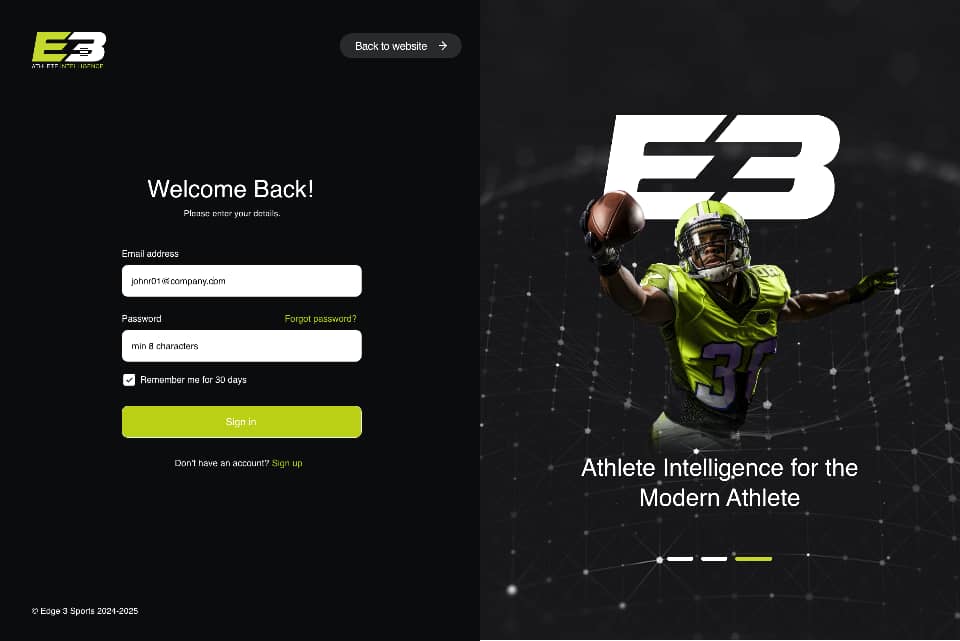 E3
ATHLETE INTELLIGENCE
Back to website
Welcome Back!
Please enter your details.
Email address
johnr01@company.com
Password
Forgot password?
min 8 characters
Remember me for 30 days
Sign in
Don't have an account? Sign up
© Edge 3 Sports 2024-2025
E3
Athlete Intelligence for the
Modern Athlete